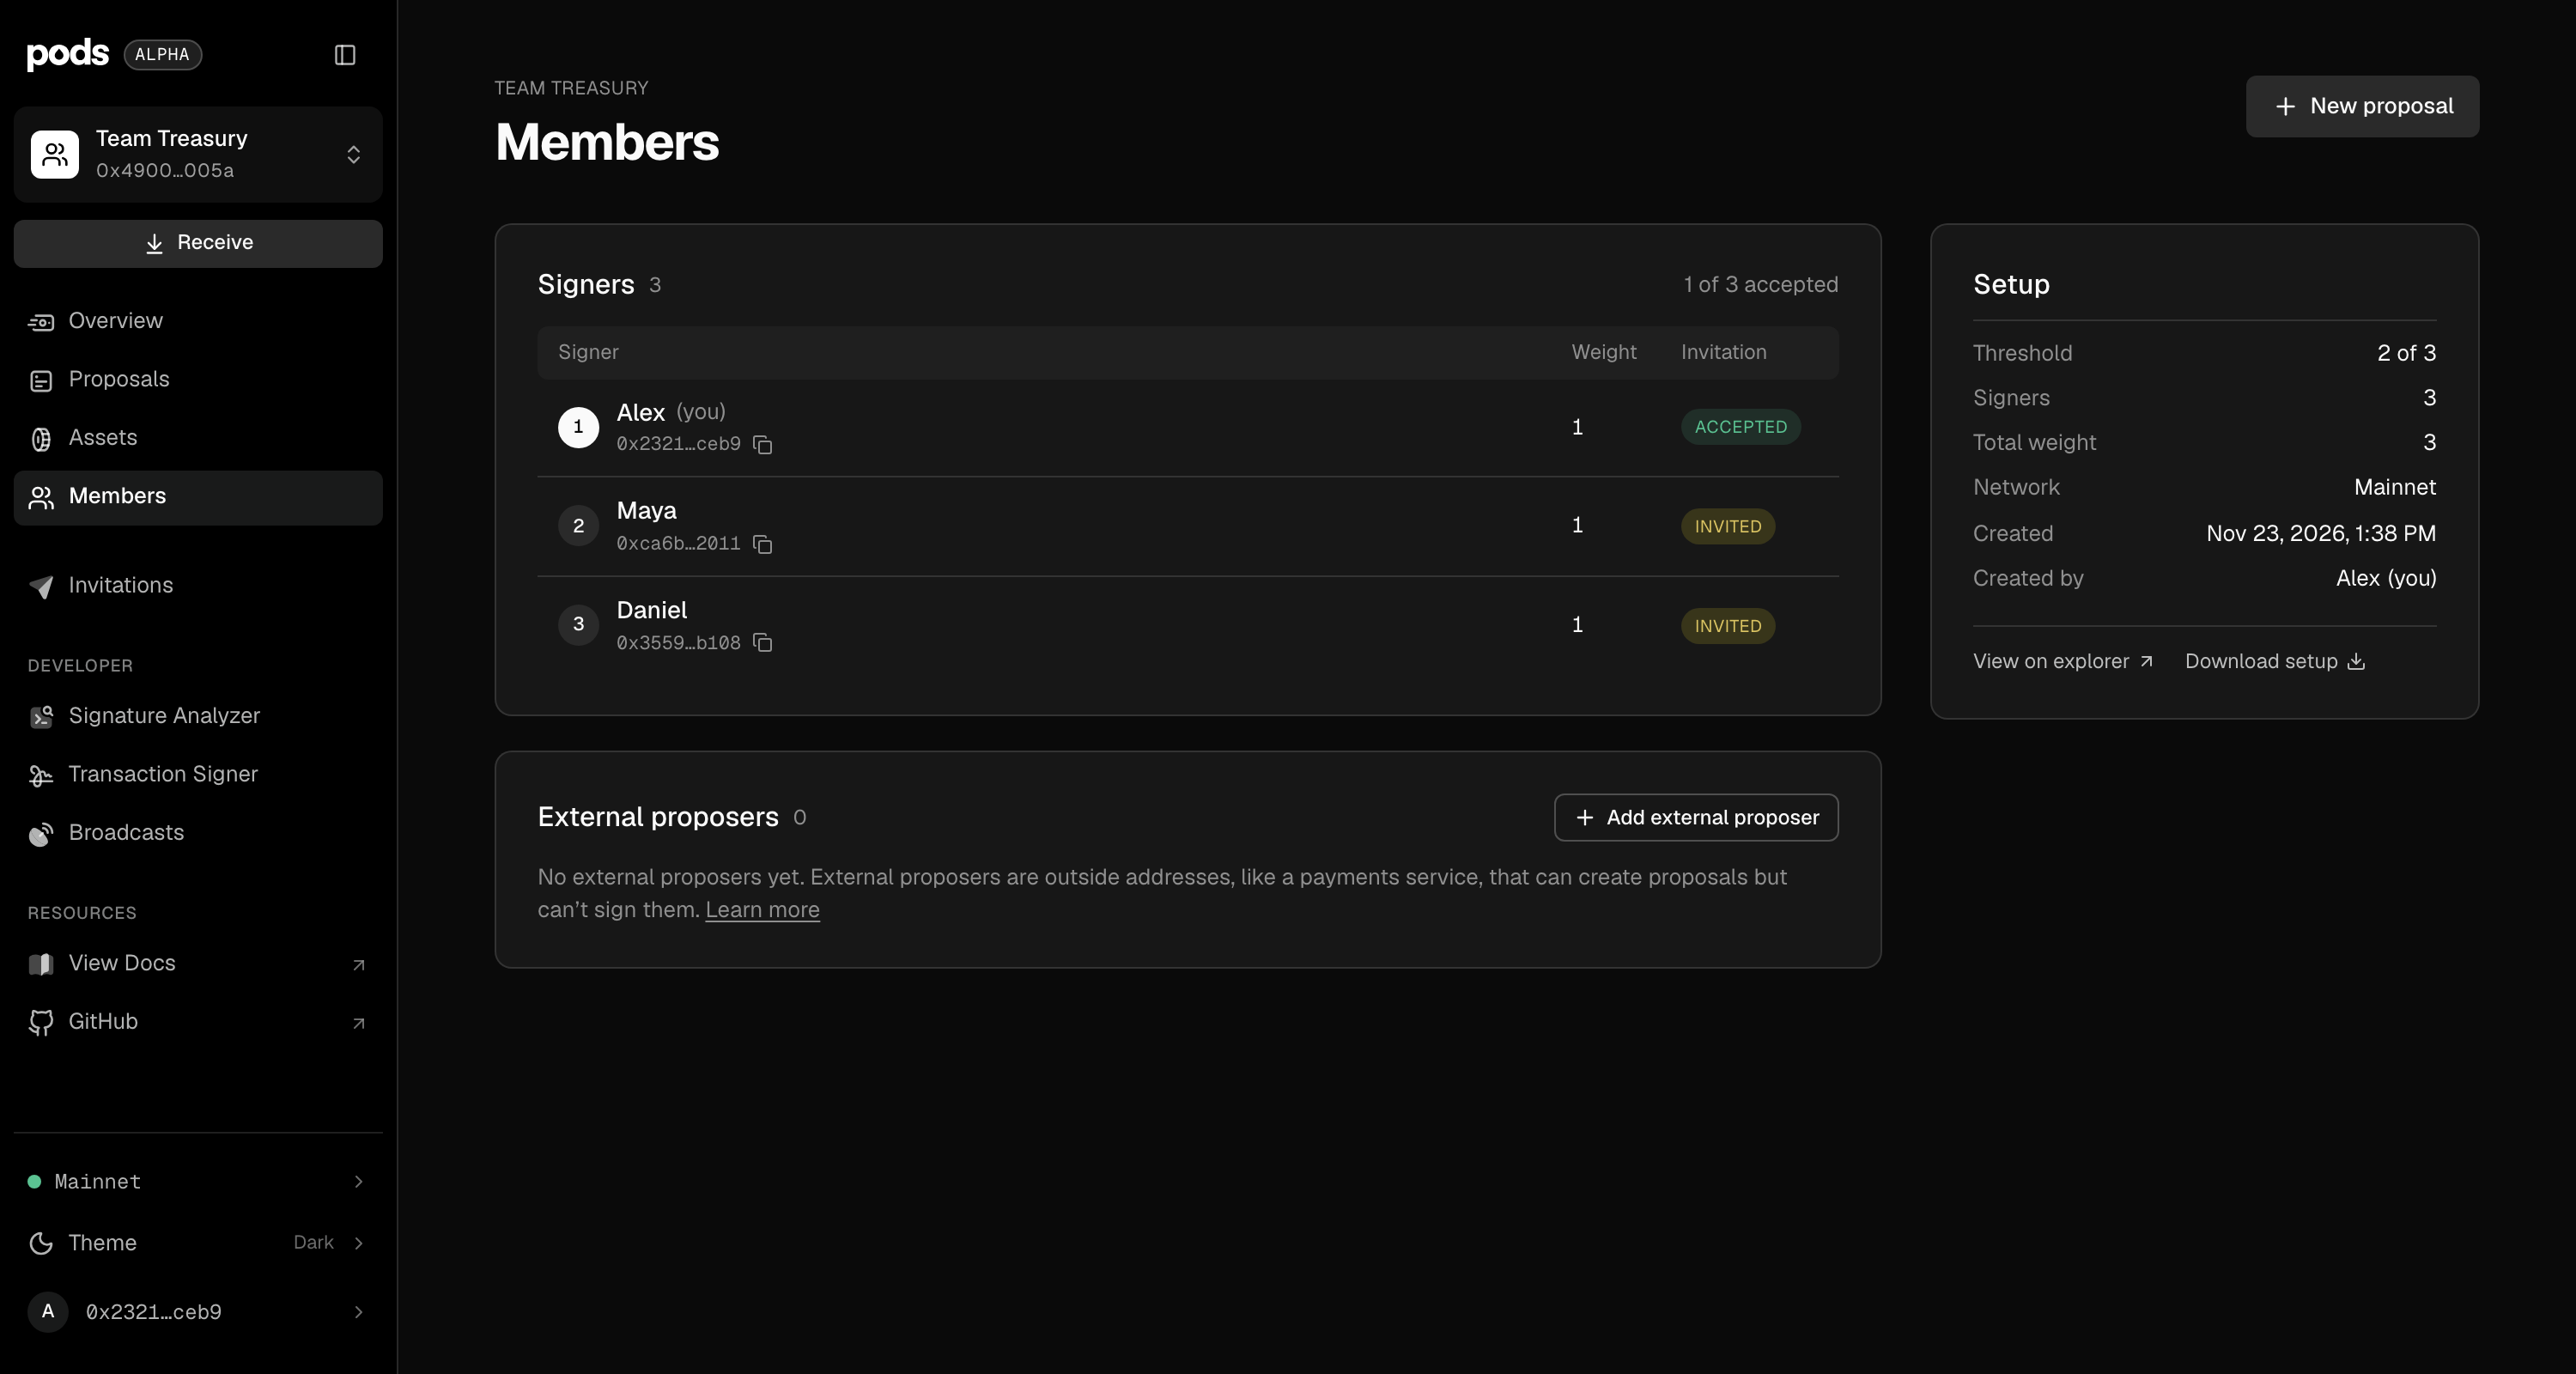 pods ALPHA
Team Treasury
0x4900…005a
Receive
Overview
Proposals
Assets
Members
Invitations
DEVELOPER
Signature Analyzer
Transaction Signer
Broadcasts
RESOURCES
View Docs
GitHub
Mainnet
Theme Dark
A 0x2321…ceb9
TEAM TREASURY
Members
New proposal
Signers 3 1 of 3 accepted
Signer Weight Invitation
1 Alex (you) 1 ACCEPTED
0x2321…ceb9
2 Maya 1 INVITED
0xca6b…2011
3 Daniel 1 INVITED
0x3559…b108
Setup
Threshold 2 of 3
Signers 3
Total weight 3
Network Mainnet
Created Nov 23, 2026, 1:38 PM
Created by Alex (you)
View on explorer Download setup
External proposers 0 Add external proposer
No external proposers yet. External proposers are outside addresses, like a payments service, that can create proposals but
can’t sign them. Learn more